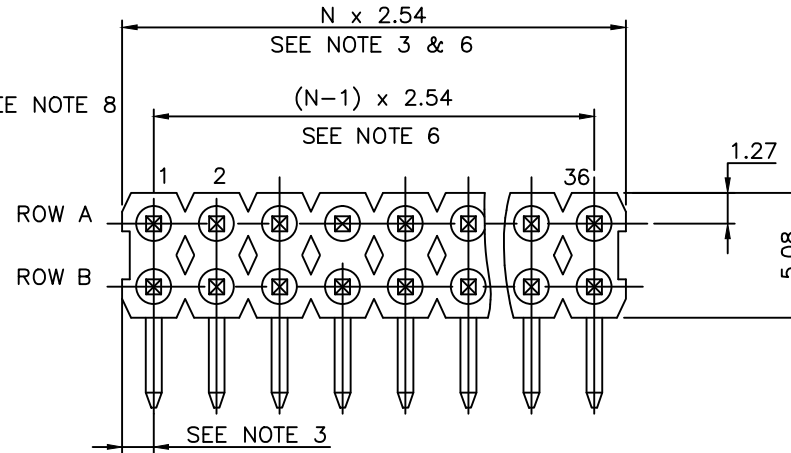 N x 2.54
SEE NOTE 3 & 6
EE NOTE 8
(N-1) x 2.54
SEE NOTE 6
1.27
1 2 36
ROW A
ROW B
5.08
SEE NOTE 3